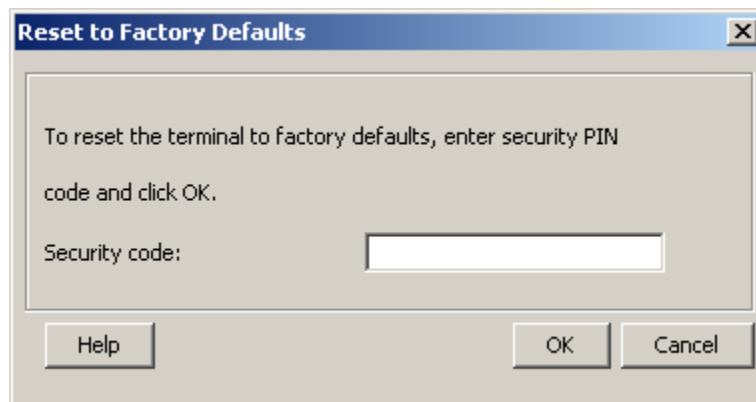 Reset to Factory Defaults
To reset the terminal to factory defaults, enter security PIN
code and click OK.
Security code:
Help
OK
Cancel